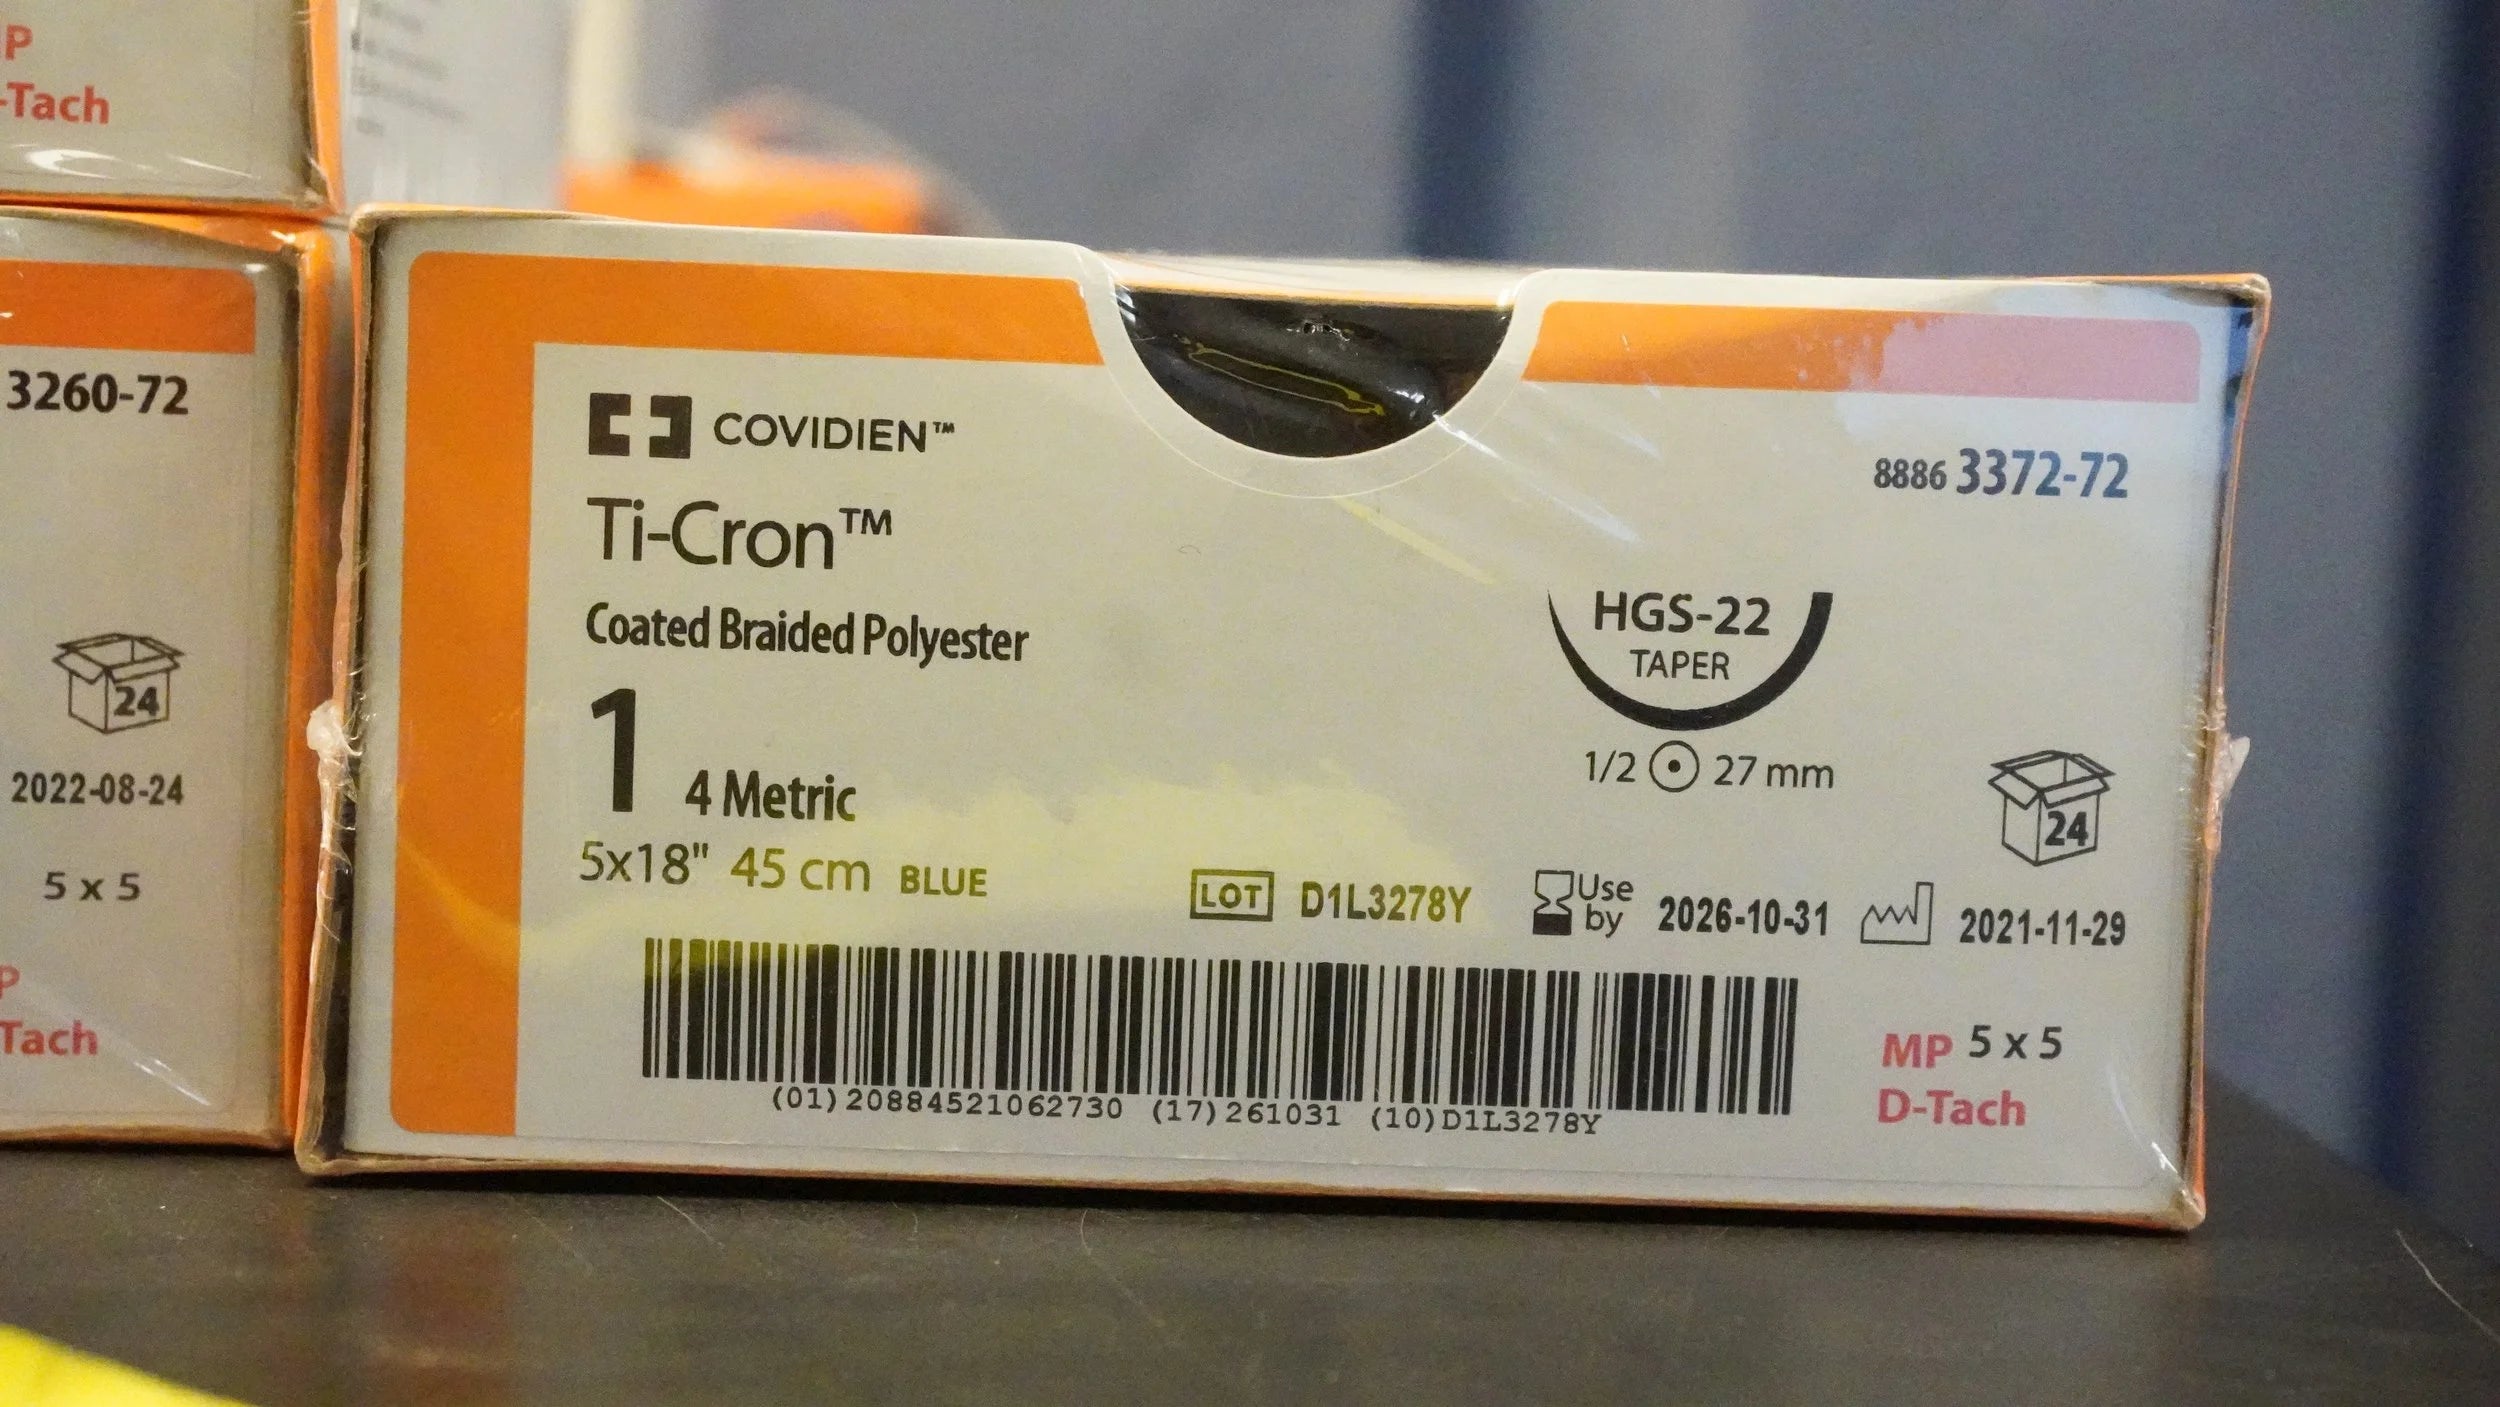 P
-Tach
3260-72
24
2022-08-24
5 x 5
P
Tach
COVIDIEN™
8886 3372-72
Ti-Cron™
Coated Braided Polyester
HGS-22
TAPER
1 4 Metric
1/2 27 mm
24
5x18" 45 cm BLUE
LOT D1L3278Y
Use by 2026-10-31
2021-11-29
(01)20884521062730 (17)261031 (10)D1L3278Y
MP 5 x 5
D-Tach